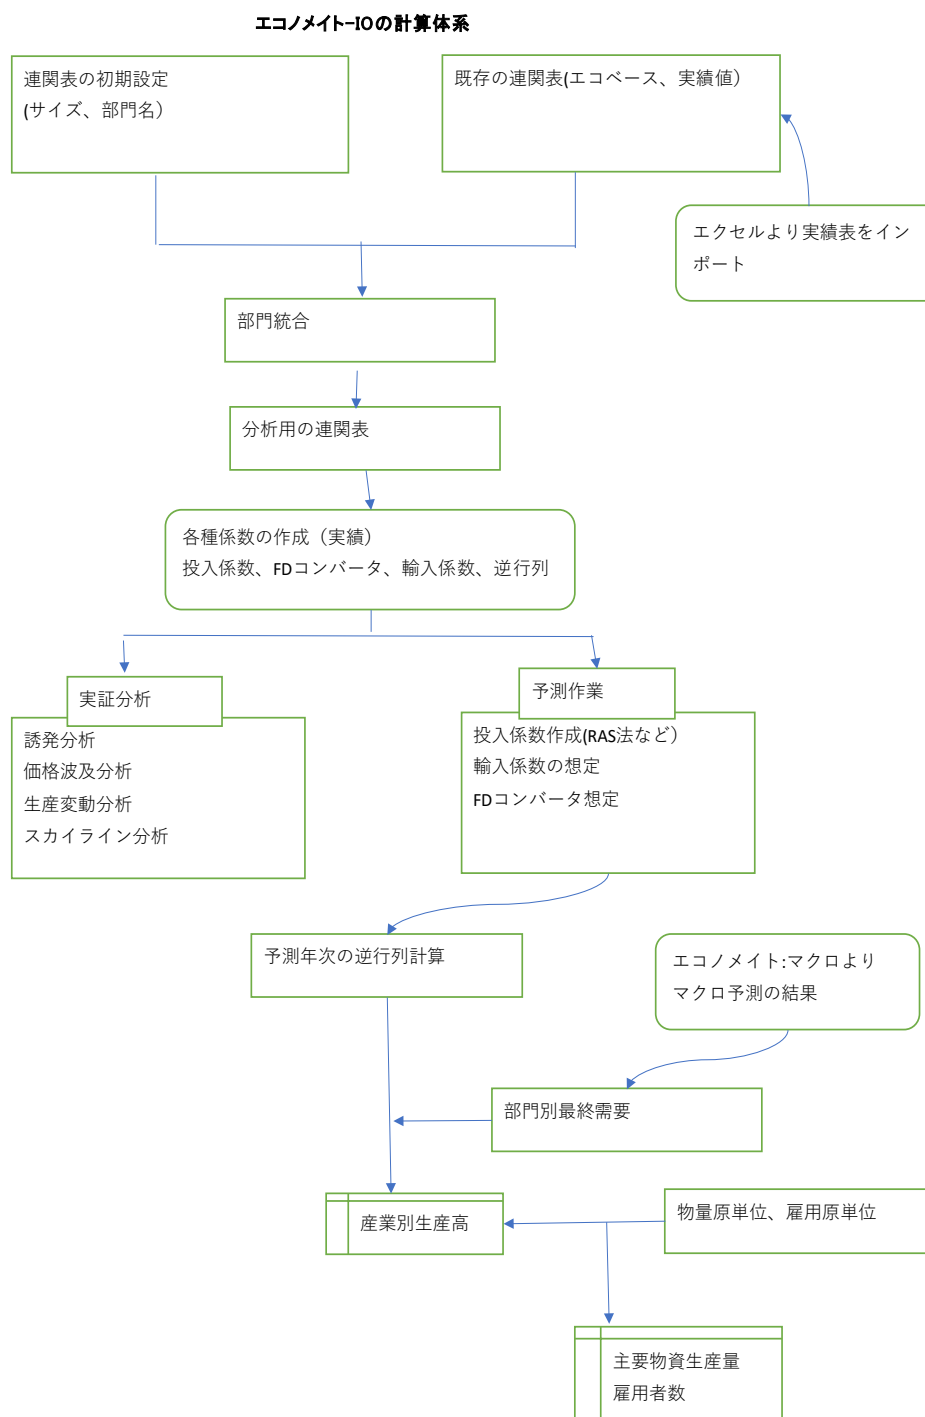 エコノメイト-IOの計算体系
連関表の初期設定
(サイズ、部門名）
既存の連関表(エコベース、実績値）
エクセルより実績表をイン
ポート
部門統合
分析用の連関表
各種係数の作成（実績）
投入係数、FDコンバータ、輸入係数、逆行列
実証分析
誘発分析
価格波及分析
生産変動分析
スカイライン分析
予測作業
投入係数作成(RAS法など）
輸入係数の想定
FDコンバータ想定
予測年次の逆行列計算
エコノメイト:マクロより
マクロ予測の結果
部門別最終需要
産業別生産高
物量原単位、雇用原単位
主要物資生産量
雇用者数